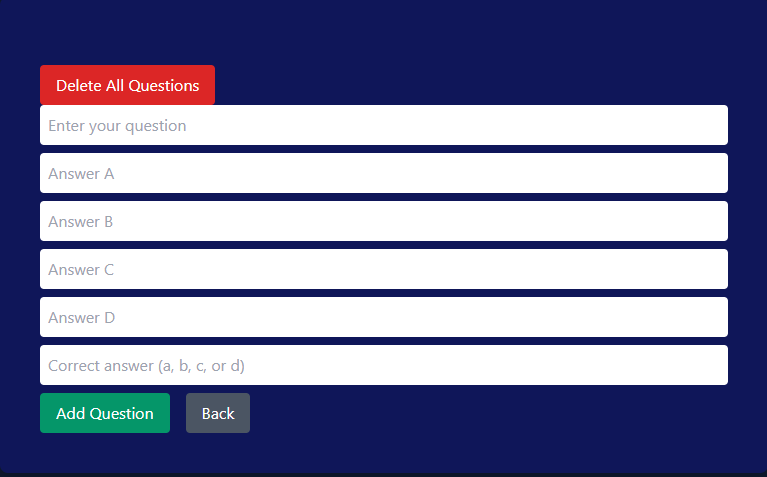 Delete All Questions
Enter your question
Answer A
Answer B
Answer C
Answer D
Correct answer (a, b, c, or d)
Add Question Back